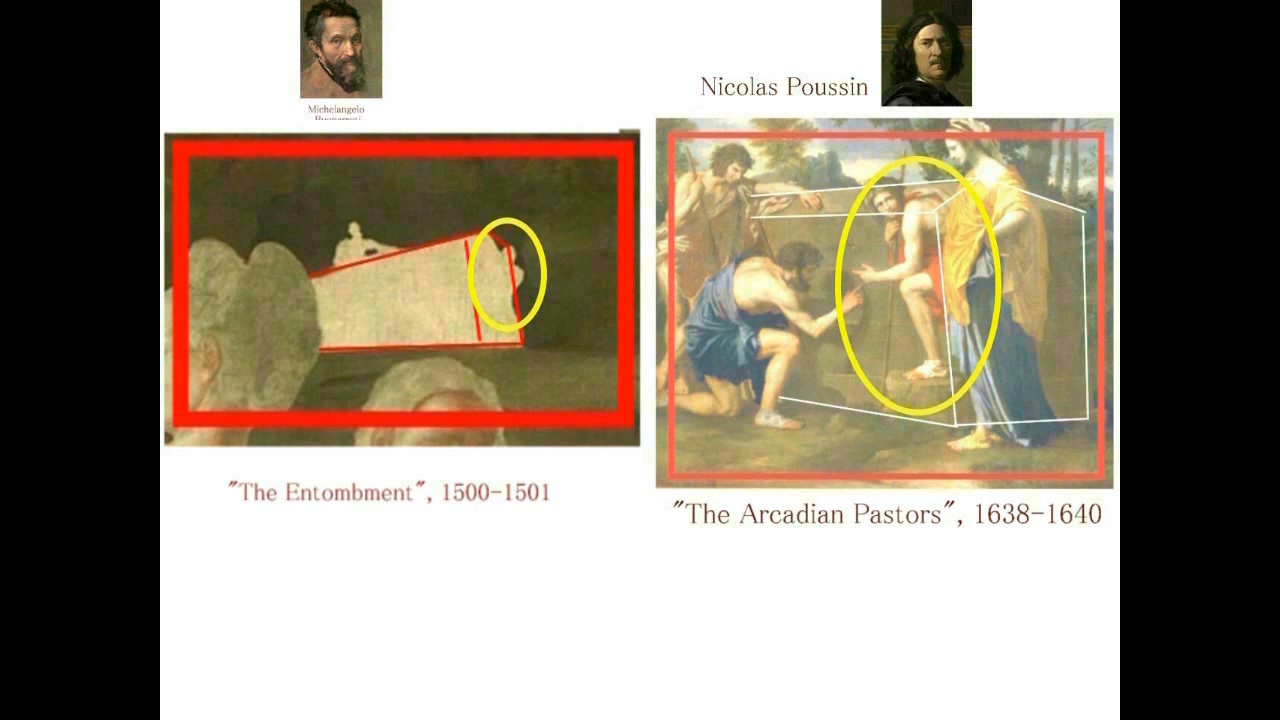 Michelangelo
Nicolas Poussin
"The Entombment", 1500-1501
"The Arcadian Pastors", 1638-1640